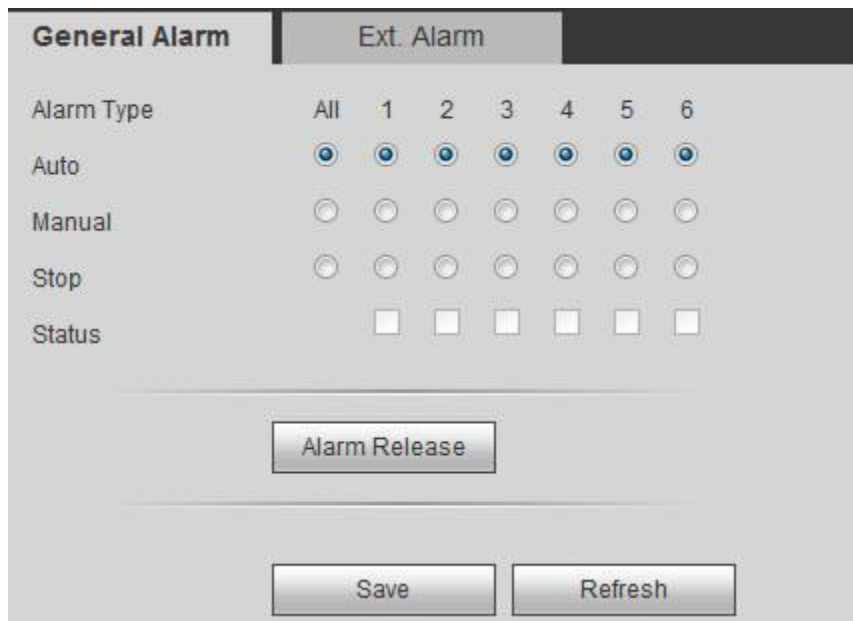 General Alarm Ext. Alarm
Alarm Type All 1 2 3 4 5 6
Auto
Manual
Stop
Status
Alarm Release
Save Refresh